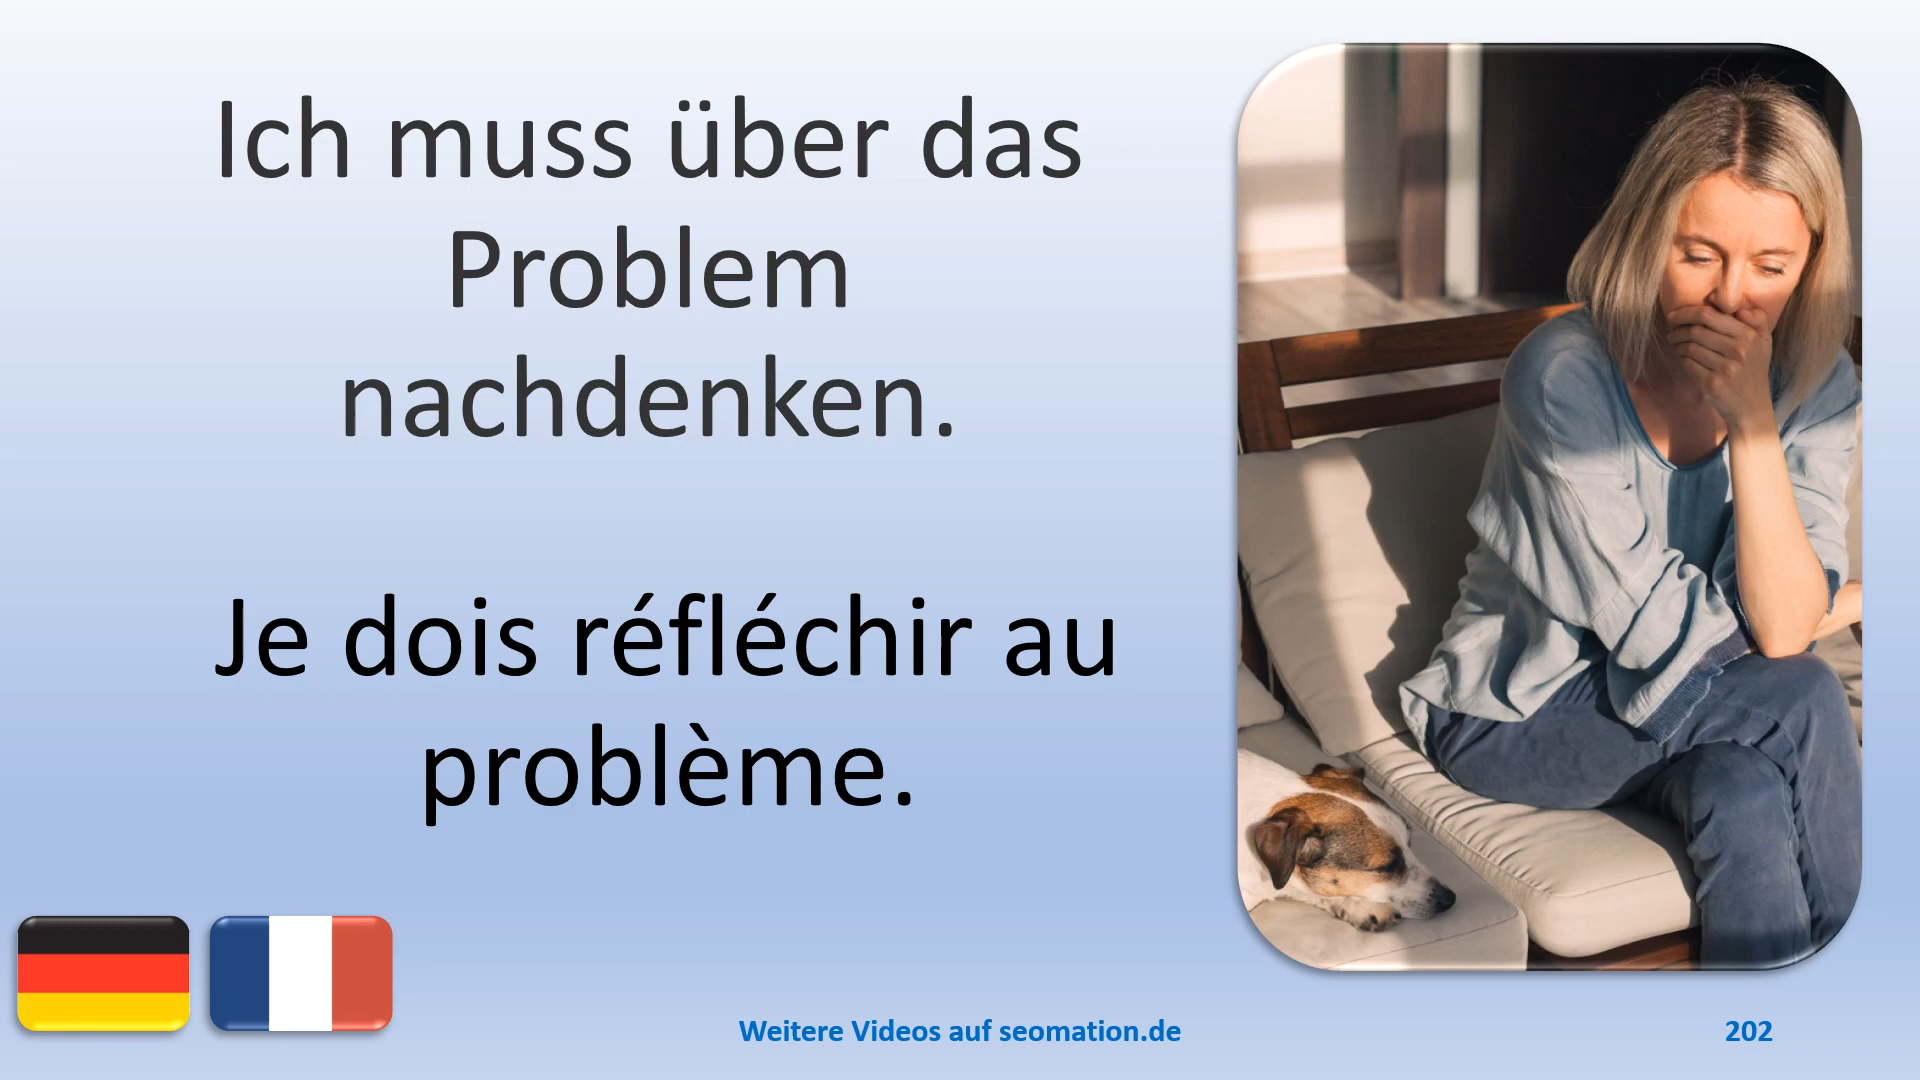 Ich muss über das
Problem
nachdenken.
Je dois réfléchir au
problème.
Weitere Videos auf seomation.de
202